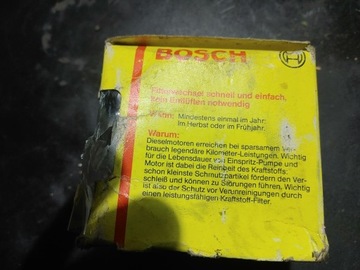 BOSCH
Filterwechsel schnell und einfach,
kein Entlüften notwendig
Wann: Mindestens einmal im Jahr:
Im Herbst oder im Frühjahr.
Warum:
Dieselmotoren erreichen bei sparsamem Ver-
brauch legendäre Kilometer-Leistungen. Wichtig
für die Lebensdauer von Einspritz-Pumpe und
Motor ist dabei die Reinheit des Kraftstoffs:
schon kleinste Schmutzpartikel fördern den Ver-
schleiß und können zu Störungen führen. Wichtig
ist also der Schutz vor Verunreinigungen durch
einen leistungsfähigen Kraftstoff-Filter.